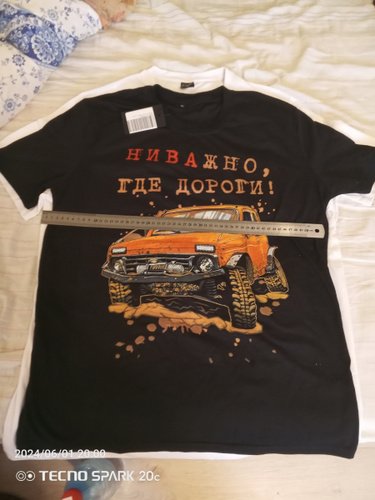 НИВАЖНО,
ГДЕ ДОРОГИ!
2024/06/01 20:00
TECNO SPARK 20c